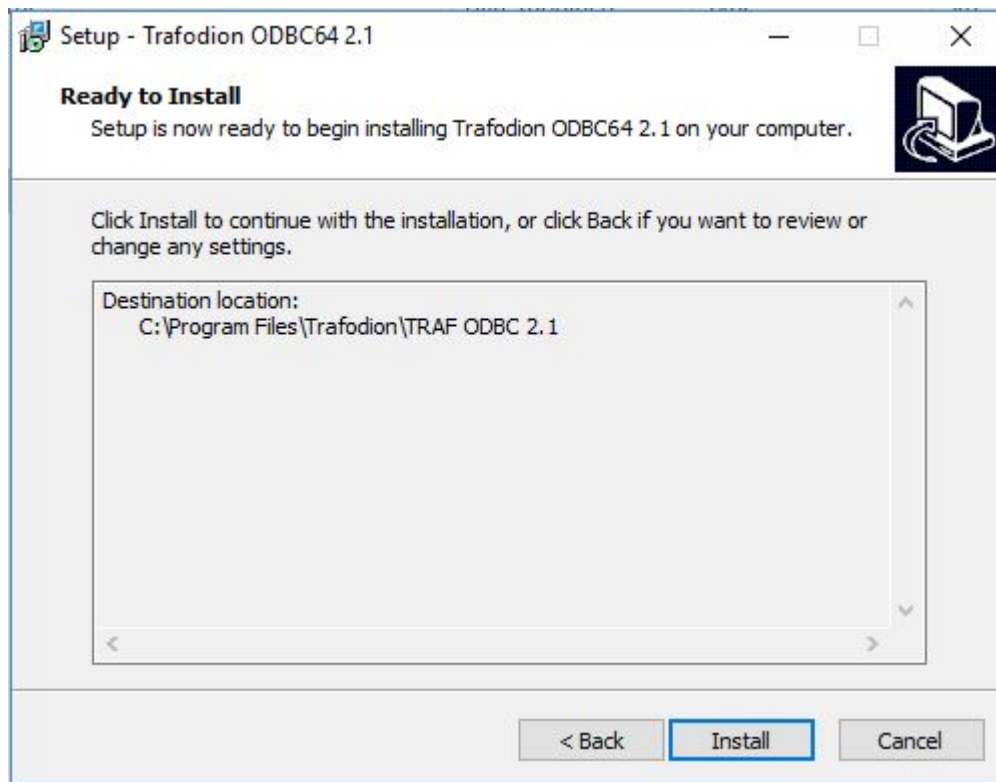 Setup - Trafodion ODBC64 2.1
Ready to Install
Setup is now ready to begin installing Trafodion ODBC64 2.1 on your computer.
Click Install to continue with the installation, or click Back if you want to review or
change any settings.
Destination location:
C:\Program Files\Trafodion\TRAF ODBC 2.1
< Back
Install
Cancel